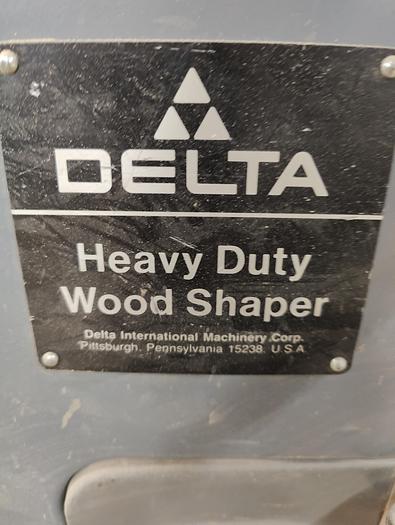 DELTA
Heavy Duty
Wood Shaper
Delta International Machinery Corp.
Pittsburgh, Pennsylvania 15238. U.S.A.